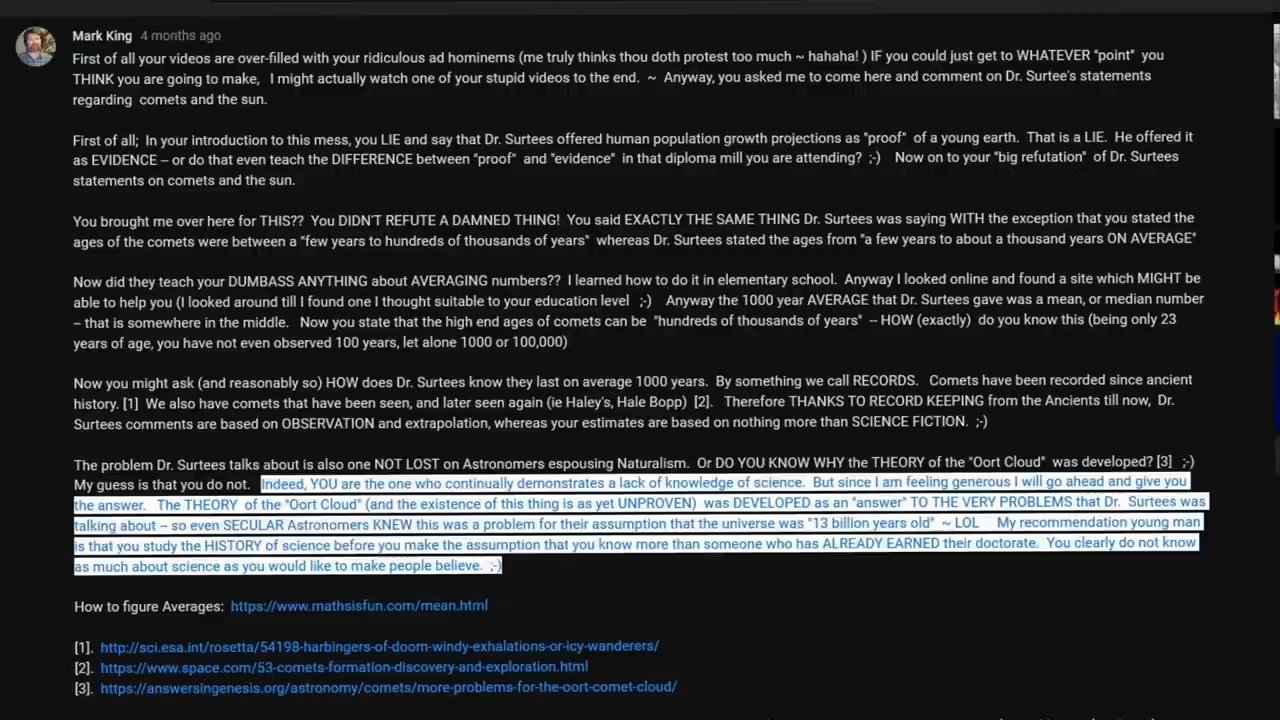 Mark King 4 months ago
First of all your videos are over-filled with your ridiculous ad hominems (me truly thinks thou doth protest too much ~ hahaha! ) IF you could just get to WHATEVER "point" you
THINK you are going to make, I might actually watch one of your stupid videos to the end. ~ Anyway, you asked me to come here and comment on Dr. Surtee's statements
regarding comets and the sun.
First of all; In your introduction to this mess, you LIE and say that Dr. Surtees offered human population growth projections as "proof" of a young earth. That is a LIE. He offered it
as EVIDENCE – or do that even teach the DIFFERENCE between "proof" and "evidence" in that diploma mill you are attending? ;-) Now on to your "big refutation" of Dr. Surtees
statements on comets and the sun.
You brought me over here for THIS?? You DIDN'T REFUTE A DAMNED THING! You said EXACTLY THE SAME THING Dr. Surtees was saying WITH the exception that you stated the
ages of the comets were between a "few years to hundreds of thousands of years" whereas Dr. Surtees stated the ages from "a few years to about a thousand years ON AVERAGE"
Now did they teach your DUMBASS ANYTHING about AVERAGING numbers?? I learned how to do it in elementary school. Anyway I looked online and found a site which MIGHT be
able to help you (I looked around till I found one I thought suitable to your education level ;-) Anyway the 1000 year AVERAGE that Dr. Surtees gave was a mean, or median number
– that is somewhere in the middle. Now you state that the high end ages of comets can be "hundreds of thousands of years" – HOW (exactly) do you know this (being only 23
years of age, you have not even observed 100 years, let alone 1000 or 100,000)
Now you might ask (and reasonably so) HOW does Dr. Surtees know they last on average 1000 years. By something we call RECORDS. Comets have been recorded since ancient
history. [1] We also have comets that have been seen, and later seen again (ie Haley's, Hale Bopp) [2]. Therefore THANKS TO RECORD KEEPING from the Ancients till now, Dr.
Surtees comments are based on OBSERVATION and extrapolation, whereas your estimates are based on nothing more than SCIENCE FICTION. ;-)
The problem Dr. Surtees talks about is also one NOT LOST on Astronomers espousing Naturalism. Or DO YOU KNOW WHY the THEORY of the "Oort Cloud" was developed? [3] ;-)
My guess is that you do not. Indeed, YOU are the one who continually demonstrates a lack of knowledge of science. But since I am feeling generous I will go ahead and give you
the answer. The THEORY of the "Oort Cloud" (and the existence of this thing is as yet UNPROVEN) was DEVELOPED as an "answer" TO THE VERY PROBLEMS that Dr. Surtees was
talking about – so even SECULAR Astronomers KNEW this was a problem for their assumption that the universe was "13 billion years old" ~ LOL My recommendation young man
is that you study the HISTORY of science before you make the assumption that you know more than someone who has ALREADY EARNED their doctorate. You clearly do not know
as much about science as you would like to make people believe. ;-)
How to figure Averages: https://www.mathsisfun.com/mean.html
[1]. http://sci.esa.int/rosetta/54198-harbingers-of-doom-windy-exhalations-or-icy-wanderers/
[2]. https://www.space.com/53-comets-formation-discovery-and-exploration.html
[3]. https://answersingenesis.org/astronomy/comets/more-problems-for-the-oort-comet-cloud/